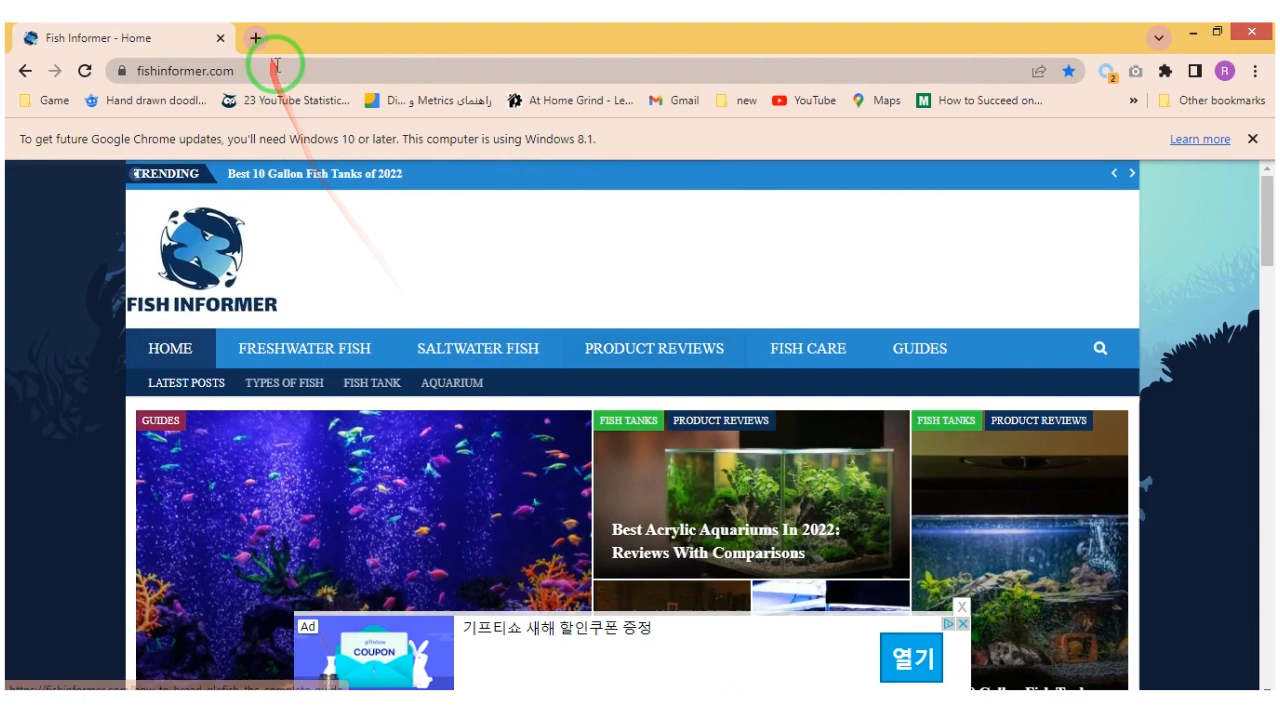 Fish Informer - Home
fishinformer.com
2
R
Game
Hand drawn doodl...
23 YouTube Statistic...
راهنمای Metrics و Di...
At Home Grind - Le...
Gmail
new
YouTube
Maps
How to Succeed on...
Other bookmarks
To get future Google Chrome updates, you'll need Windows 10 or later. This computer is using Windows 8.1.
Learn more
TRENDING
Best 10 Gallon Fish Tanks of 2022
FISH INFORMER
HOME FRESHWATER FISH SALTWATER FISH PRODUCT REVIEWS FISH CARE GUIDES
LATEST POSTS TYPES OF FISH FISH TANK AQUARIUM
GUIDES
FISH TANKS PRODUCT REVIEWS
Best Acrylic Aquariums In 2022:
Reviews With Comparisons
FISH TANKS PRODUCT REVIEWS
Ad
COUPON
기프티쇼 새해 할인쿠폰 증정
열기